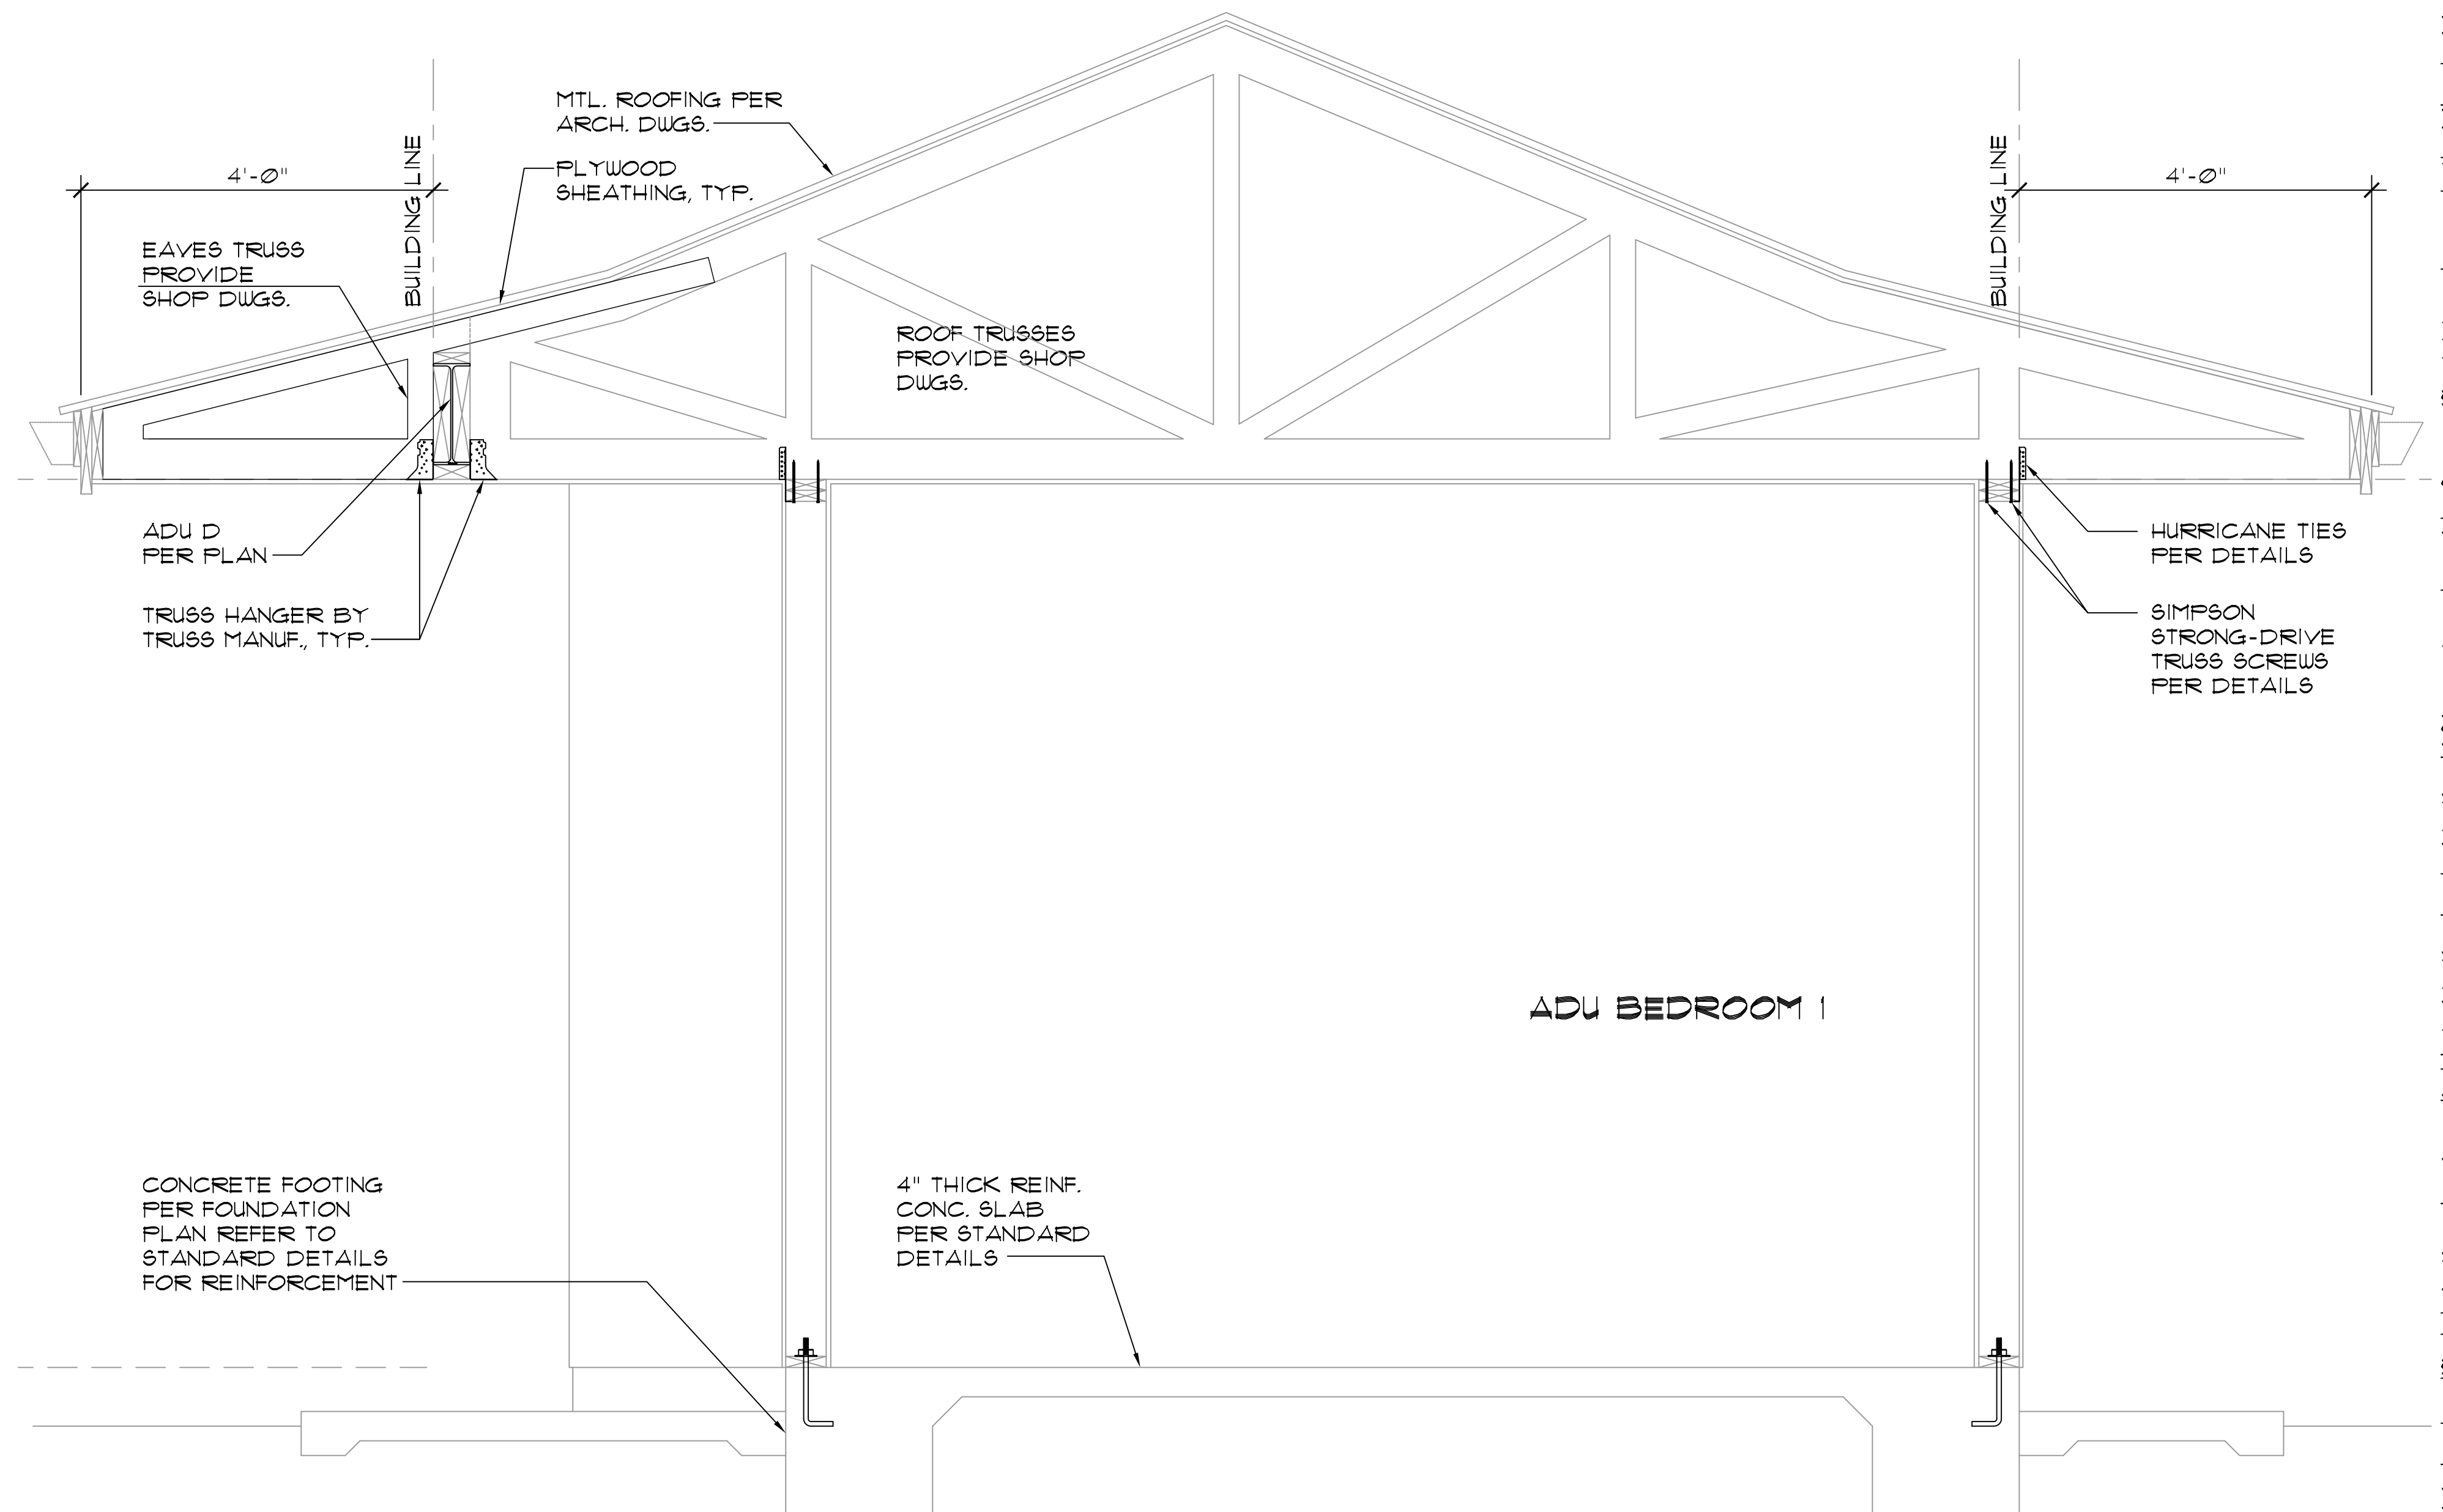 MTL. ROOFING PER
ARCH. DWGS.
PLYWOOD
SHEATHING, TYP.
4'-0"
BUILDING LINE
BUILDING LINE
4'-0"
EAVES TRUSS
PROVIDE
SHOP DWGS.
ROOF TRUSSES
PROVIDE SHOP
DWGS.
ADU D
PER PLAN
TRUSS HANGER BY
TRUSS MANUF., TYP.
HURRICANE TIES
PER DETAILS
SIMPSON
STRONG-DRIVE
TRUSS SCREWS
PER DETAILS
ADU BEDROOM 1
CONCRETE FOOTING
PER FOUNDATION
PLAN REFER TO
STANDARD DETAILS
FOR REINFORCEMENT
4" THICK REINF.
CONC. SLAB
PER STANDARD
DETAILS